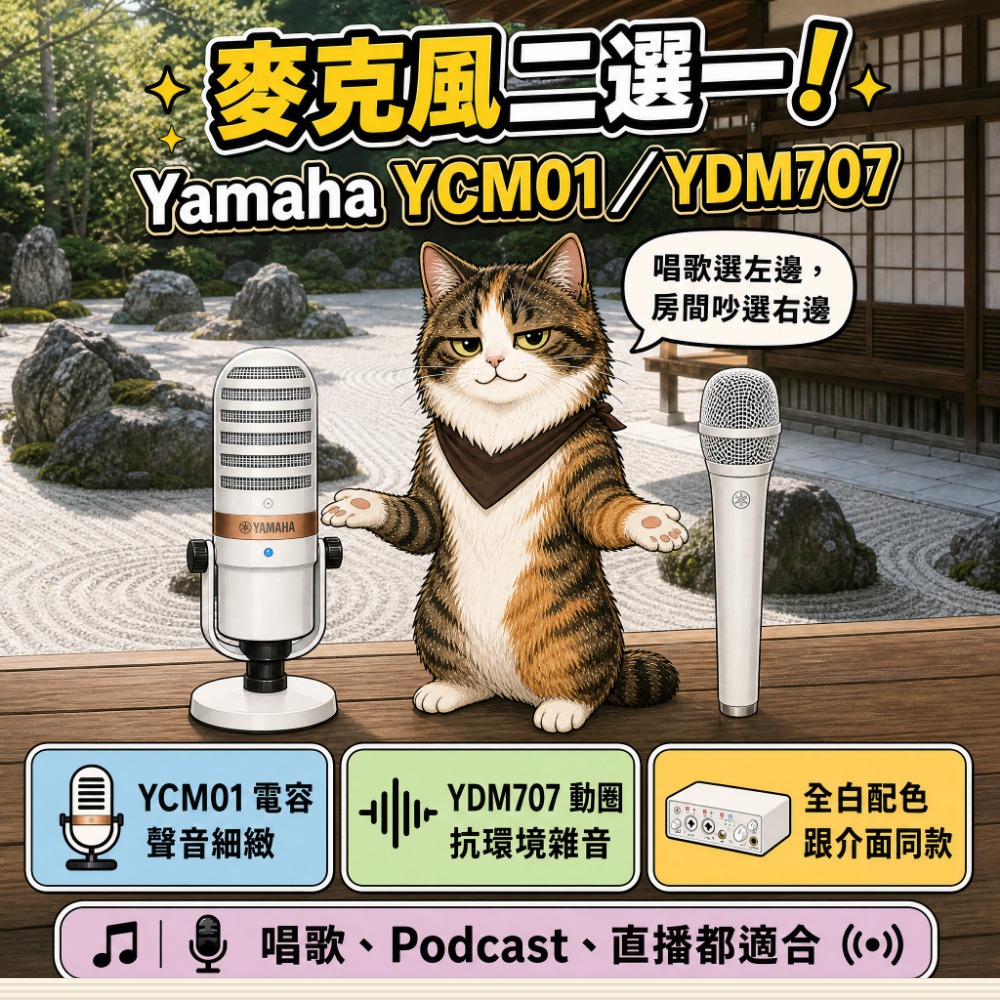 麥克風二選一!
Yamaha YCM01/YDM707
唱歌選左邊，
房間吵選右邊
YAMAHA
YCM01 電容
聲音細緻
YDM707 動圈
抗環境雜音
全白配色
跟介面同款
唱歌、Podcast、直播都適合